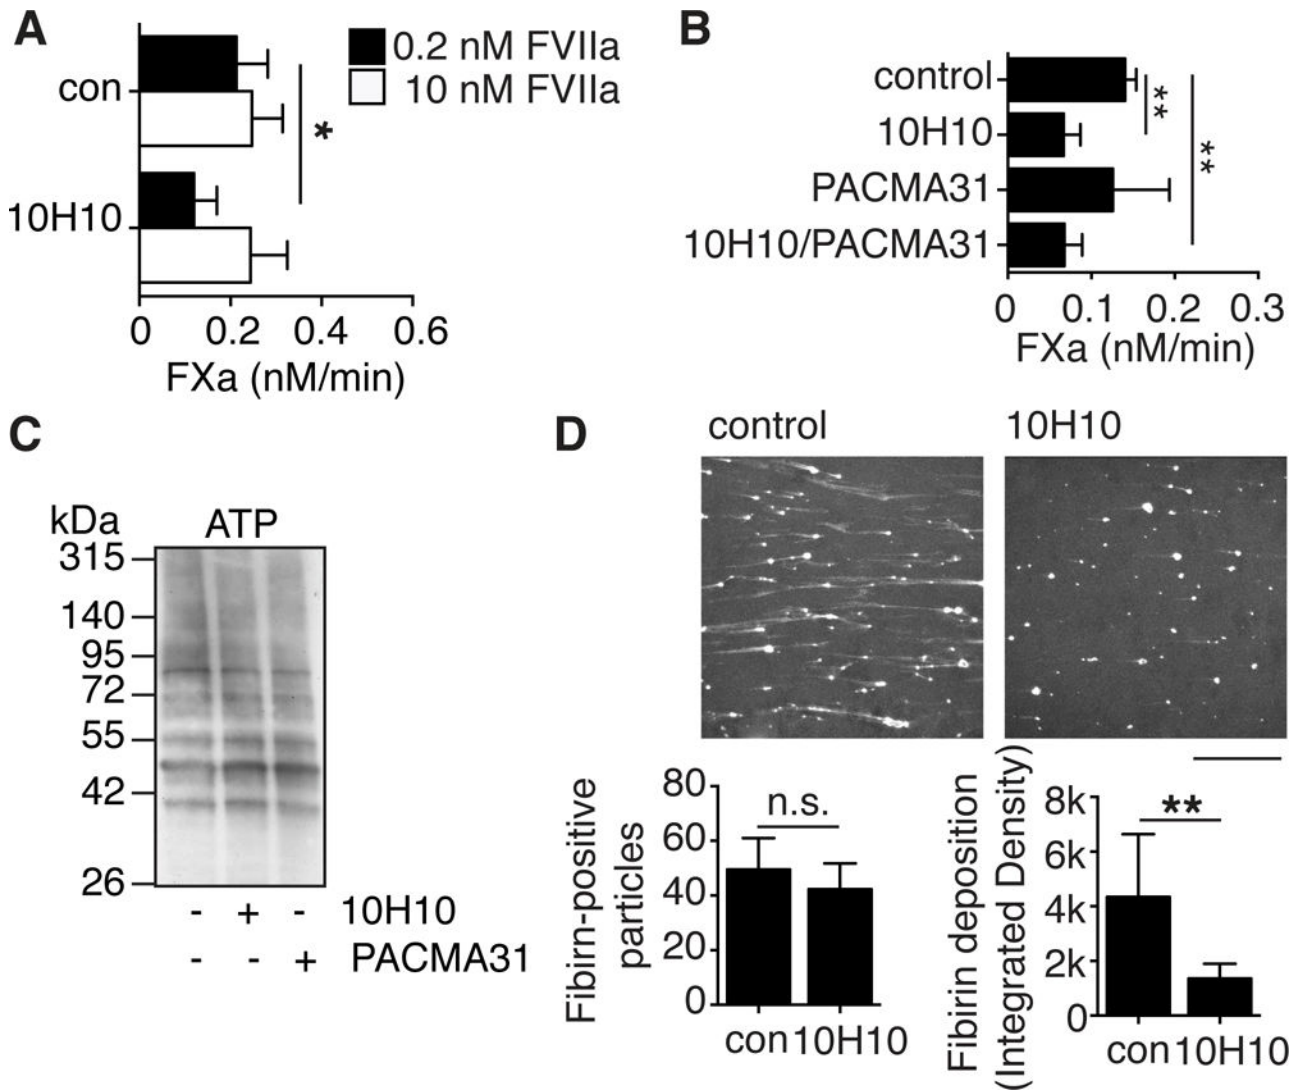 A
0.2 nM FVIIa
10 nM FVIIa
con
*
10H10
0 0.2 0.4 0.6
FXa (nM/min)
B
control
10H10
PACMA31
10H10/PACMA31
**
**
0 0.1 0.2 0.3
FXa (nM/min)
C
kDa
ATP
315
140
95
72
55
42
26
- + - 10H10
- - + PACMA31
D
control
10H10
Fibirn-positive
particles
80
60
40
20
0
n.s.
con 10H10
Fibirin deposition
(Integrated Density)
8k
6k
4k
2k
0
**
con 10H10